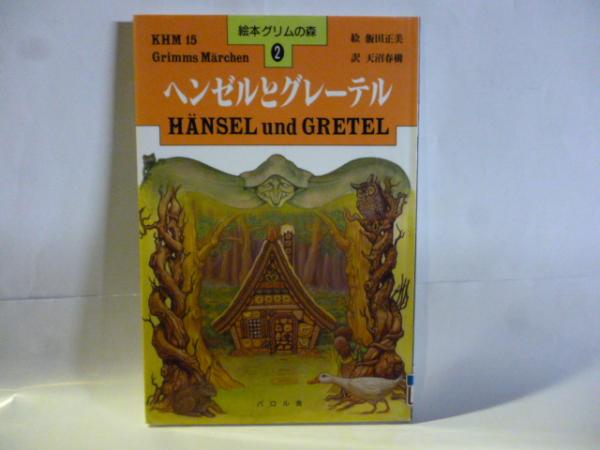 絵本グリムの森
2
KHM 15
Grimms Märchen
絵 飯田正美
訳 天沼春樹
ヘンゼルとグレーテル
HÄNSEL und GRETEL
パロル舎